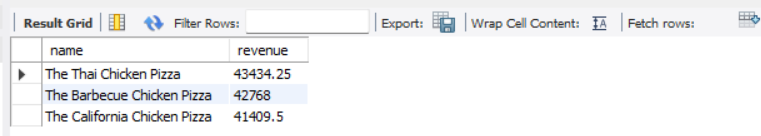 Result Grid Filter Rows: Export: Wrap Cell Content: IA Fetch rows:
name revenue
The Thai Chicken Pizza 43434.25
The Barbecue Chicken Pizza 42768
The California Chicken Pizza 41409.5